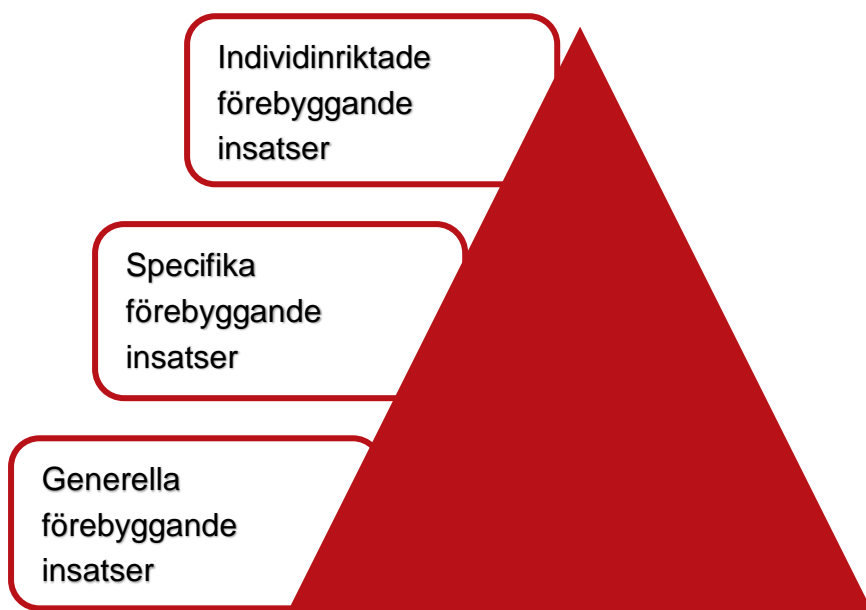 Individinriktade
förebyggande
insatser
Specifika
förebyggande
insatser
Generella
förebyggande
insatser